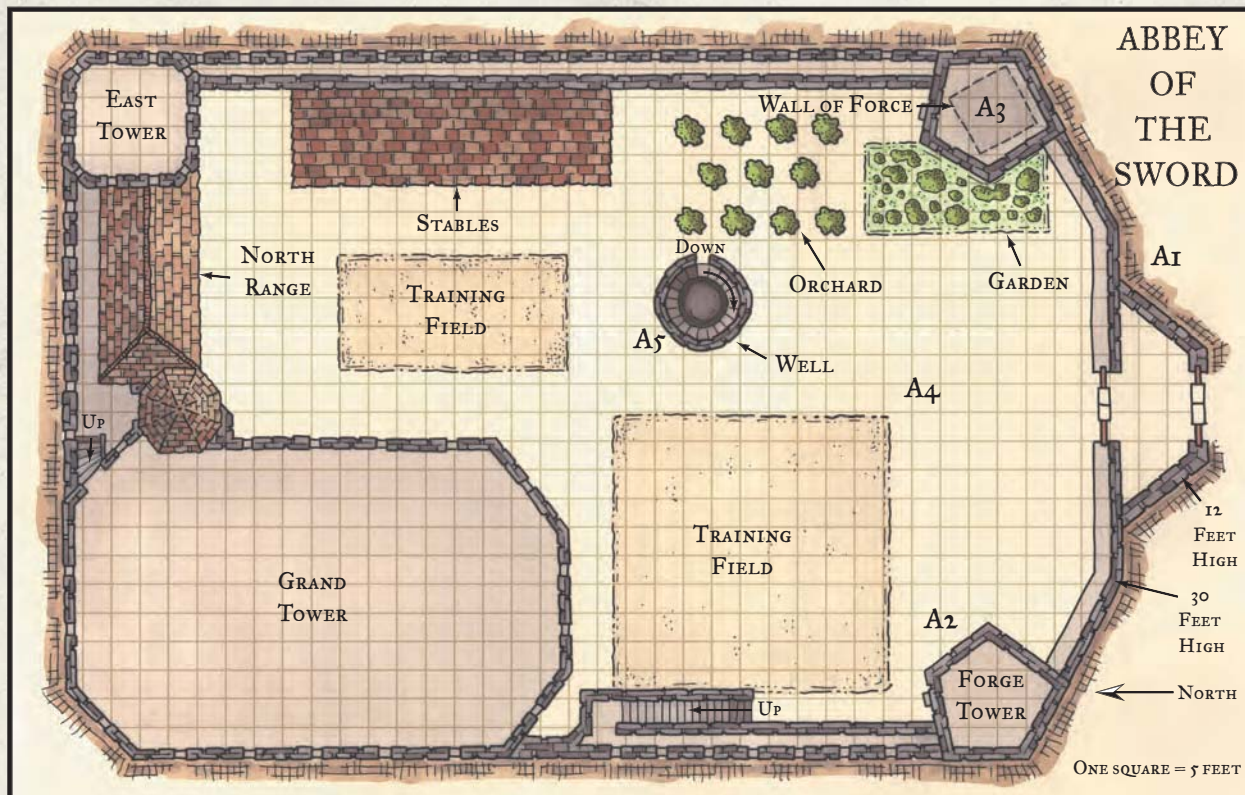 ABBEY
OF
THE
SWORD
East
Tower
Wall of Force
A3
Stables
North
Range
Training
Field
Down
Orchard
Garden
A1
A5
Well
A4
Up
Grand
Tower
Training
Field
12
Feet
High
30
Feet
High
A2
Forge
Tower
North
Up
One square = 5 feet